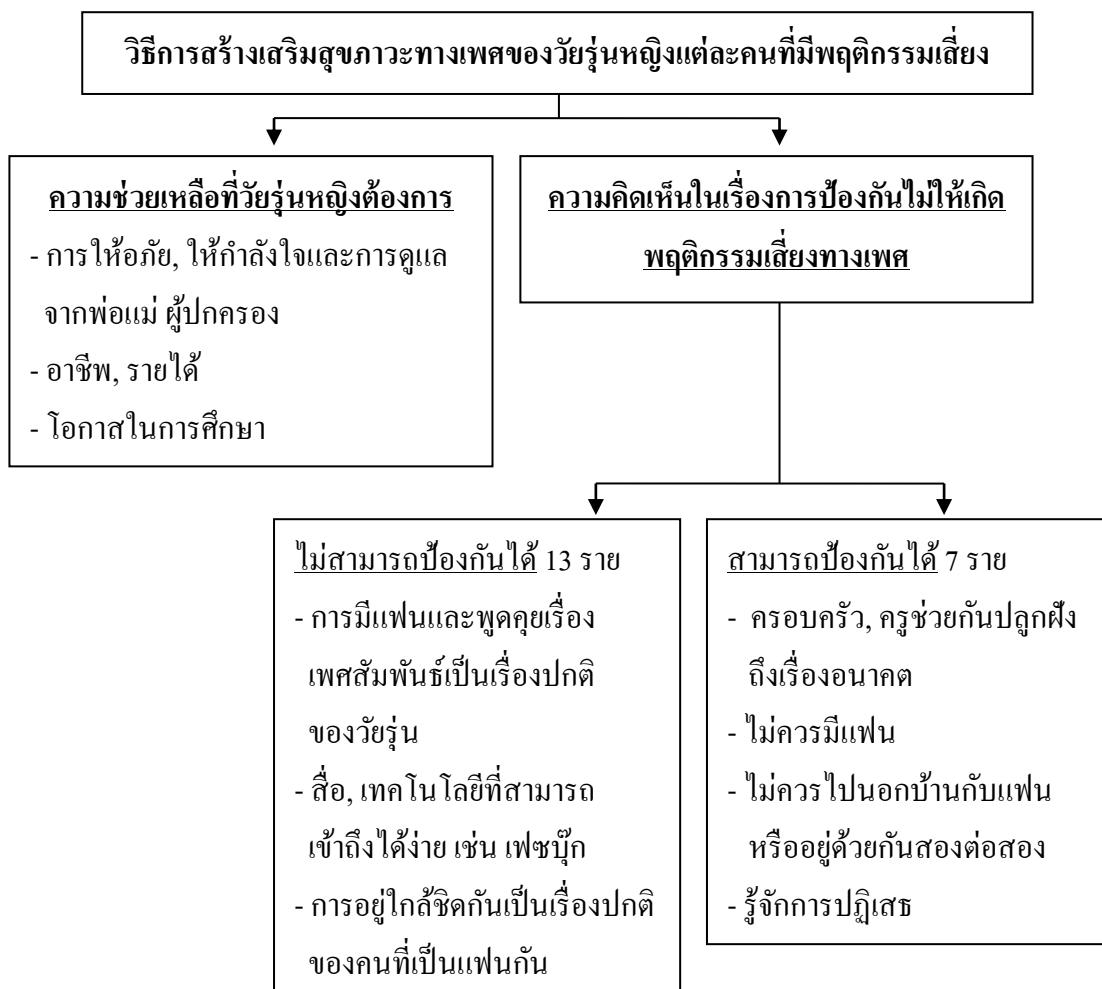 วิธีการสร้างเสริมสุขภาวะทางเพศของวัยรุ่นหญิงแต่ละคนที่มีพฤติกรรมเสี่ยง
ความช่วยเหลือที่วัยรุ่นหญิงต้องการ
- การให้อภัย, ให้กำลังใจและการดูแล
จากพ่อแม่ ผู้ปกครอง
- อาชีพ, รายได้
- โอกาสในการศึกษา
ความคิดเห็นในเรื่องการป้องกันไม่ให้เกิด
พฤติกรรมเสี่ยงทางเพศ
ไม่สามารถป้องกันได้ 13 ราย
- การมีแฟนและพูดคุยเรื่อง
เพศสัมพันธ์เป็นเรื่องปกติ
ของวัยรุ่น
- สื่อ, เทคโนโลยีที่สามารถ
เข้าถึงได้ง่าย เช่น เฟซบุ๊ก
- การอยู่ใกล้ชิดกันเป็นเรื่องปกติ
ของคนที่เป็นแฟนกัน
สามารถป้องกันได้ 7 ราย
- ครอบครัว, ครูช่วยกันปลูกฝัง
ถึงเรื่องอนาคต
- ไม่ควรมีแฟน
- ไม่ควรไปนอกบ้านกับแฟน
หรืออยู่ด้วยกันสองต่อสอง
- รู้จักการปฏิเสธ